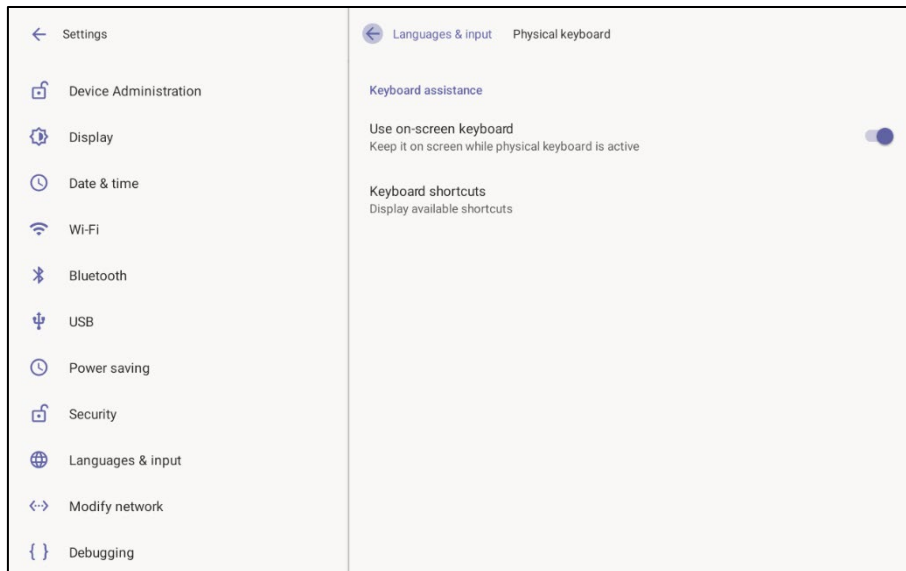 Settings
Device Administration
Display
Date & time
Wi-Fi
Bluetooth
USB
Power saving
Security
Languages & input
Modify network
Debugging
Languages & input Physical keyboard
Keyboard assistance
Use on-screen keyboard
Keep it on screen while physical keyboard is active
Keyboard shortcuts
Display available shortcuts